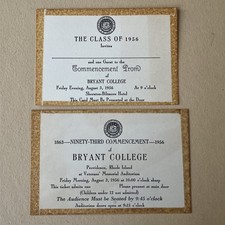 THE CLASS OF 1956
Invites
and one Guest to the
Commencement Prom
of
BRYANT COLLEGE
Friday Evening, August 3, 1956 At 9 o'clock
Sheraton-Biltmore Hotel
This Card Must Be Presented at the Door
1863—NINETY-THIRD COMMENCEMENT—1956
of
BRYANT COLLEGE
Providence, Rhode Island
at Veterans' Memorial Auditorium
Friday Morning, August 3, 1956 at 10:00 o'clock
This ticket admits one Please present at main door
(Children under 12 not admitted)
The Audience Must be Seated by 9:45 o'clock
Auditorium doors open at 9:15 o'clock